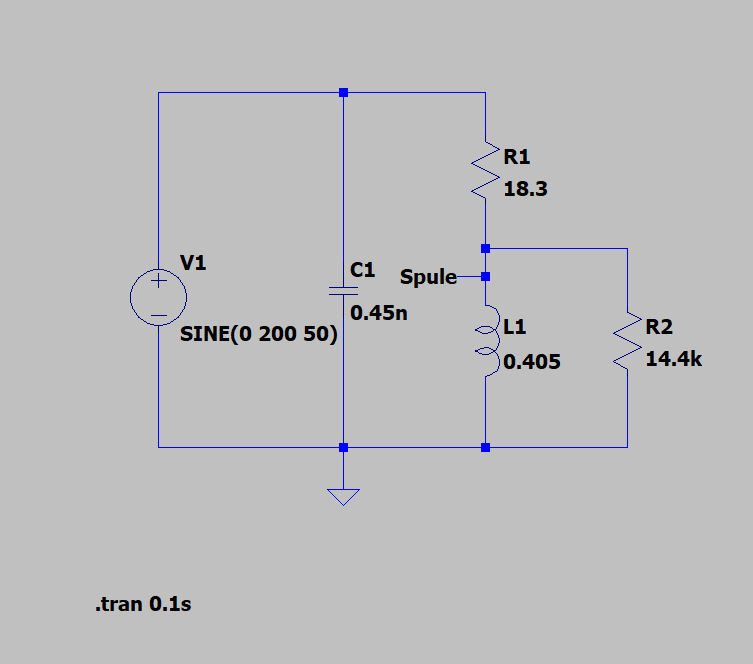 R1
18.3
V1
SINE(0 200 50)
C1
0.45n
Spule
L1
0.405
R2
14.4k
.tran 0.1s